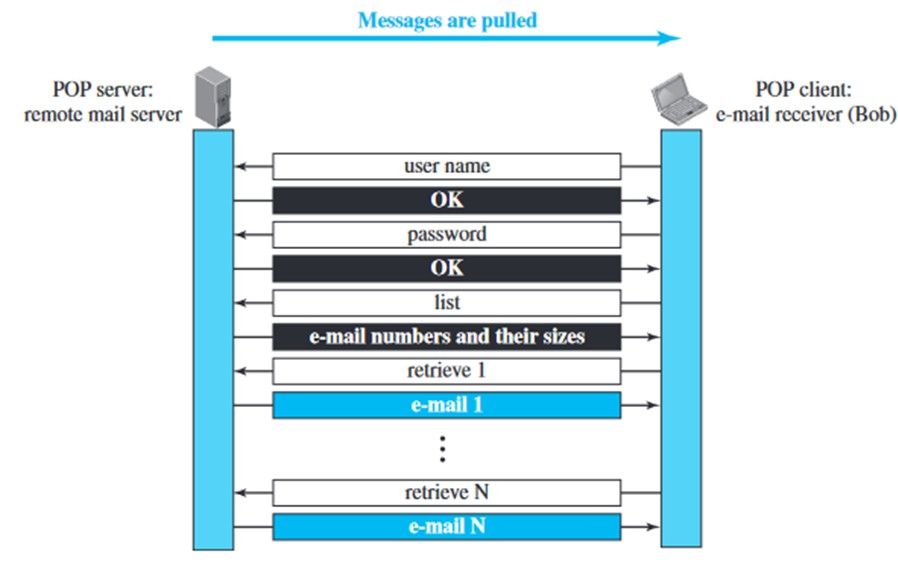 Messages are pulled
POP server:
remote mail server
POP client:
e-mail receiver (Bob)
user name
OK
password
OK
list
e-mail numbers and their sizes
retrieve 1
e-mail 1
retrieve N
e-mail N